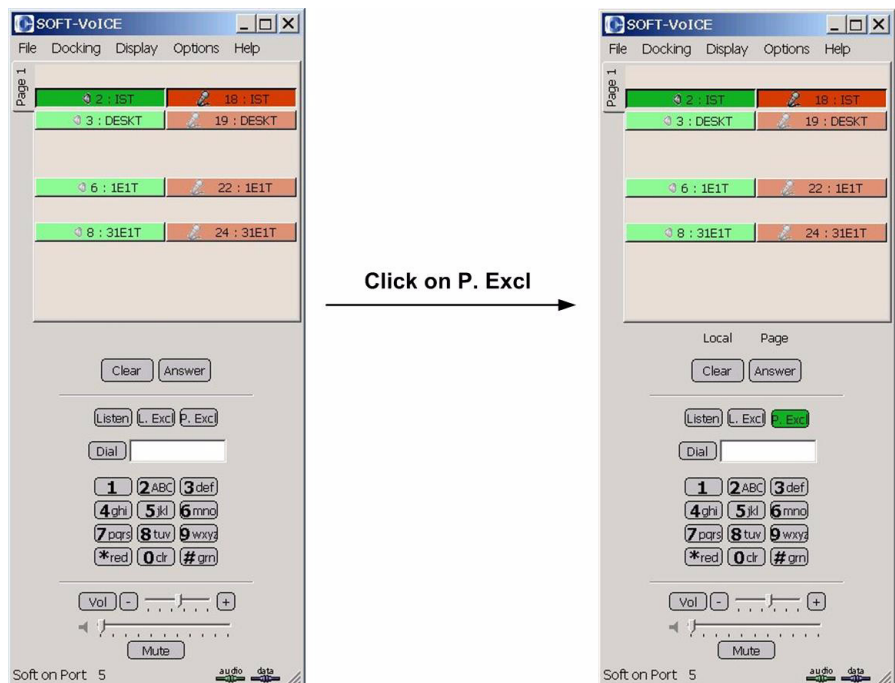 SOFT-VoICE
File Docking Display Options Help
Page 1
2 : IST 18 : IST
3 : DESKT 19 : DESKT
6 : 1E1T 22 : 1E1T
8 : 31E1T 24 : 31E1T
Clear Answer
Listen L. Excl P. Excl
Dial
1 2ABC 3def
4ghi 5jkl 6mno
7pqrs 8tuv 9wxyz
*red 0clr #grn
Vol - +
Mute
Soft on Port 5 audio data
Click on P. Excl
SOFT-VoICE
File Docking Display Options Help
Page 1
2 : IST 18 : IST
3 : DESKT 19 : DESKT
6 : 1E1T 22 : 1E1T
8 : 31E1T 24 : 31E1T
Local Page
Clear Answer
Listen L. Excl P. Excl
Dial
1 2ABC 3def
4ghi 5jkl 6mno
7pqrs 8tuv 9wxyz
*red 0clr #grn
Vol - +
Mute
Soft on Port 5 audio data